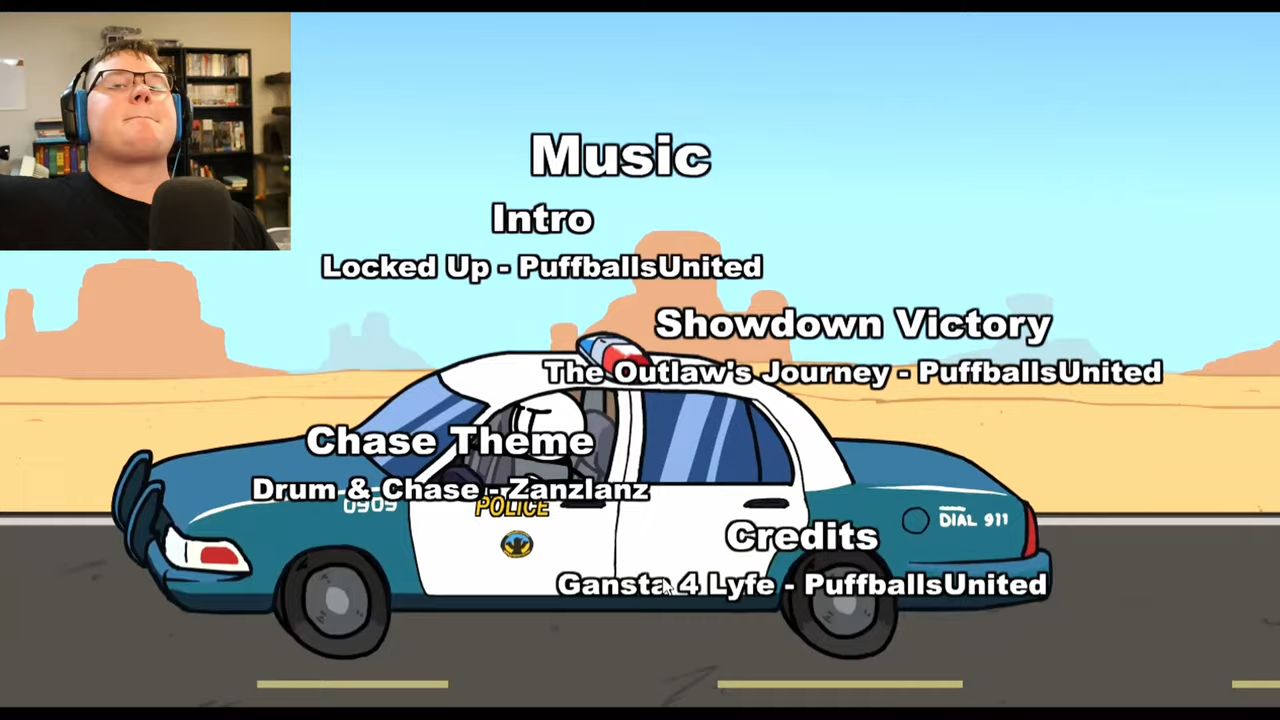 Music
Intro
Locked Up - PuffballsUnited
Showdown Victory
The Outlaw's Journey - PuffballsUnited
Chase Theme
Drum & Chase - Zanzlanz
0909
POLICE
DIAL 911
Credits
Gansta 4 Lyfe - PuffballsUnited